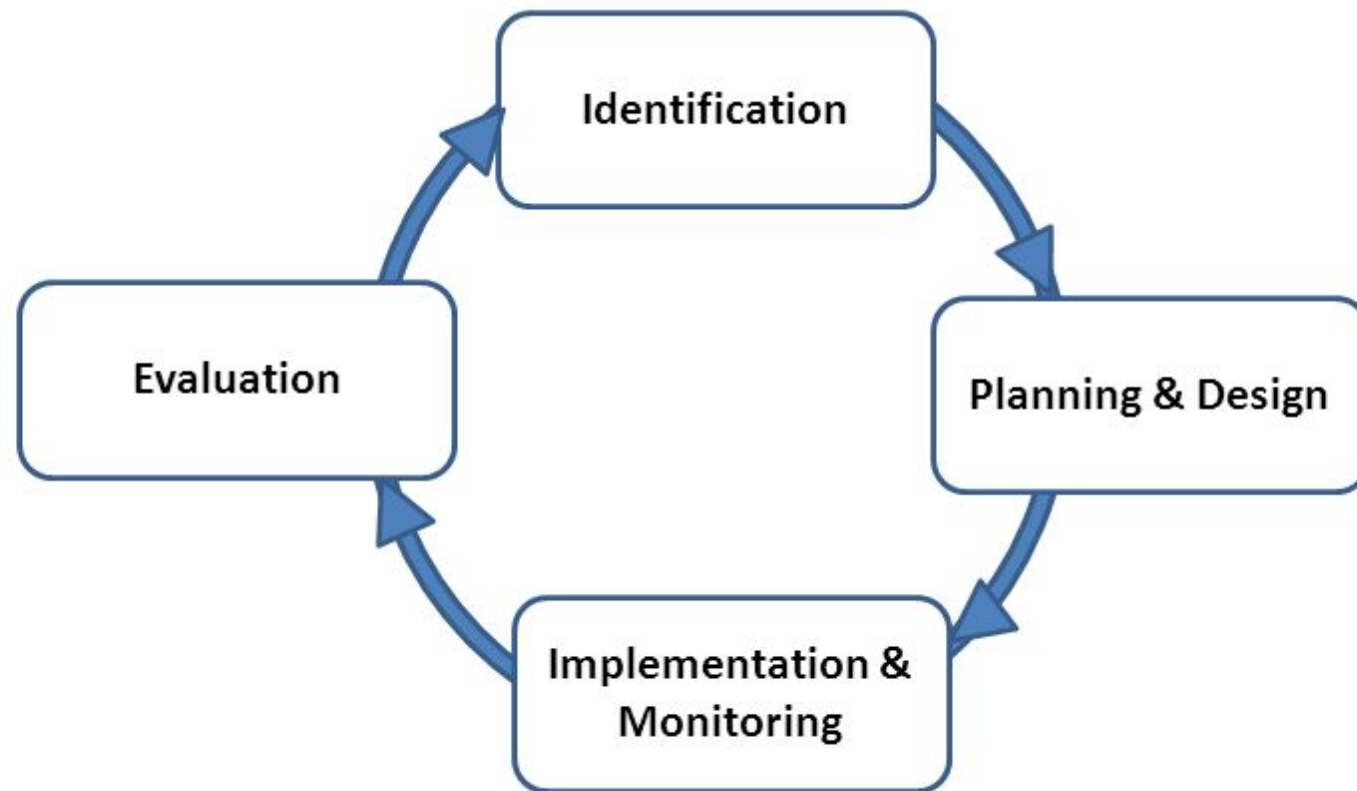 Identification
Planning & Design
Implementation &
Monitoring
Evaluation